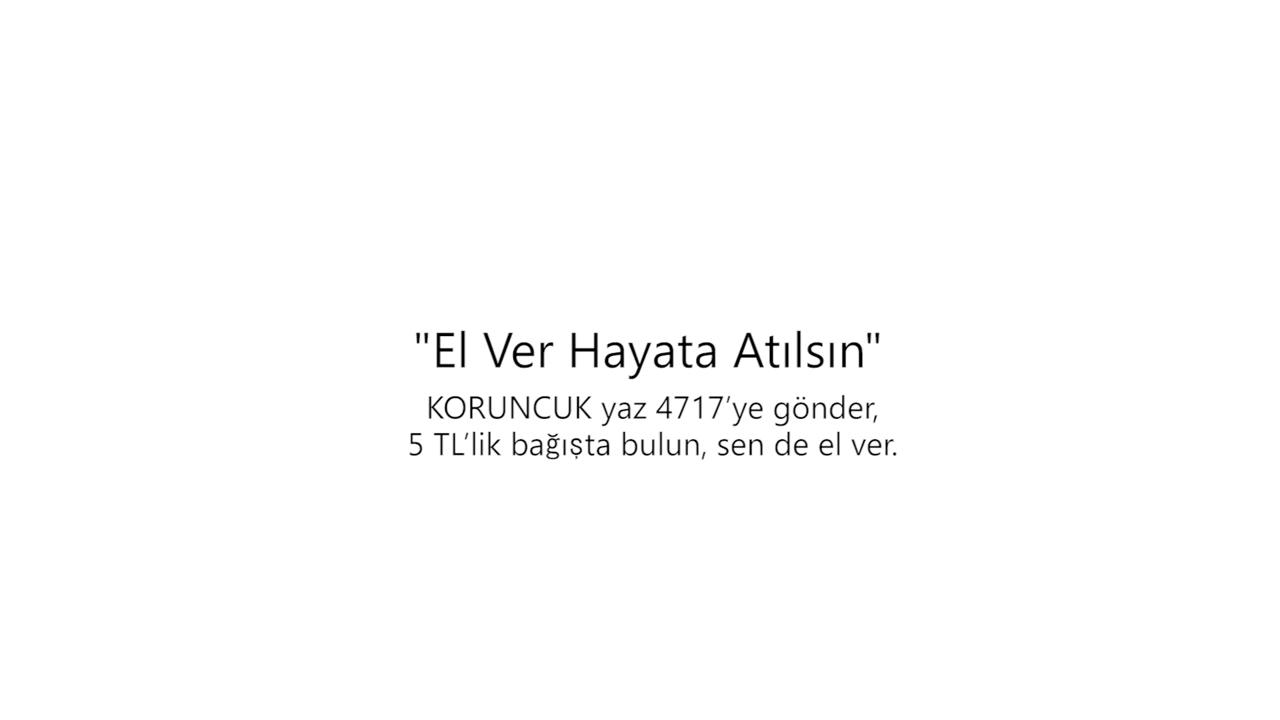 "El Ver Hayata Atılsın"
KORUNCUK yaz 4717’ye gönder,
5 TL’lik bağışta bulun, sen de el ver.